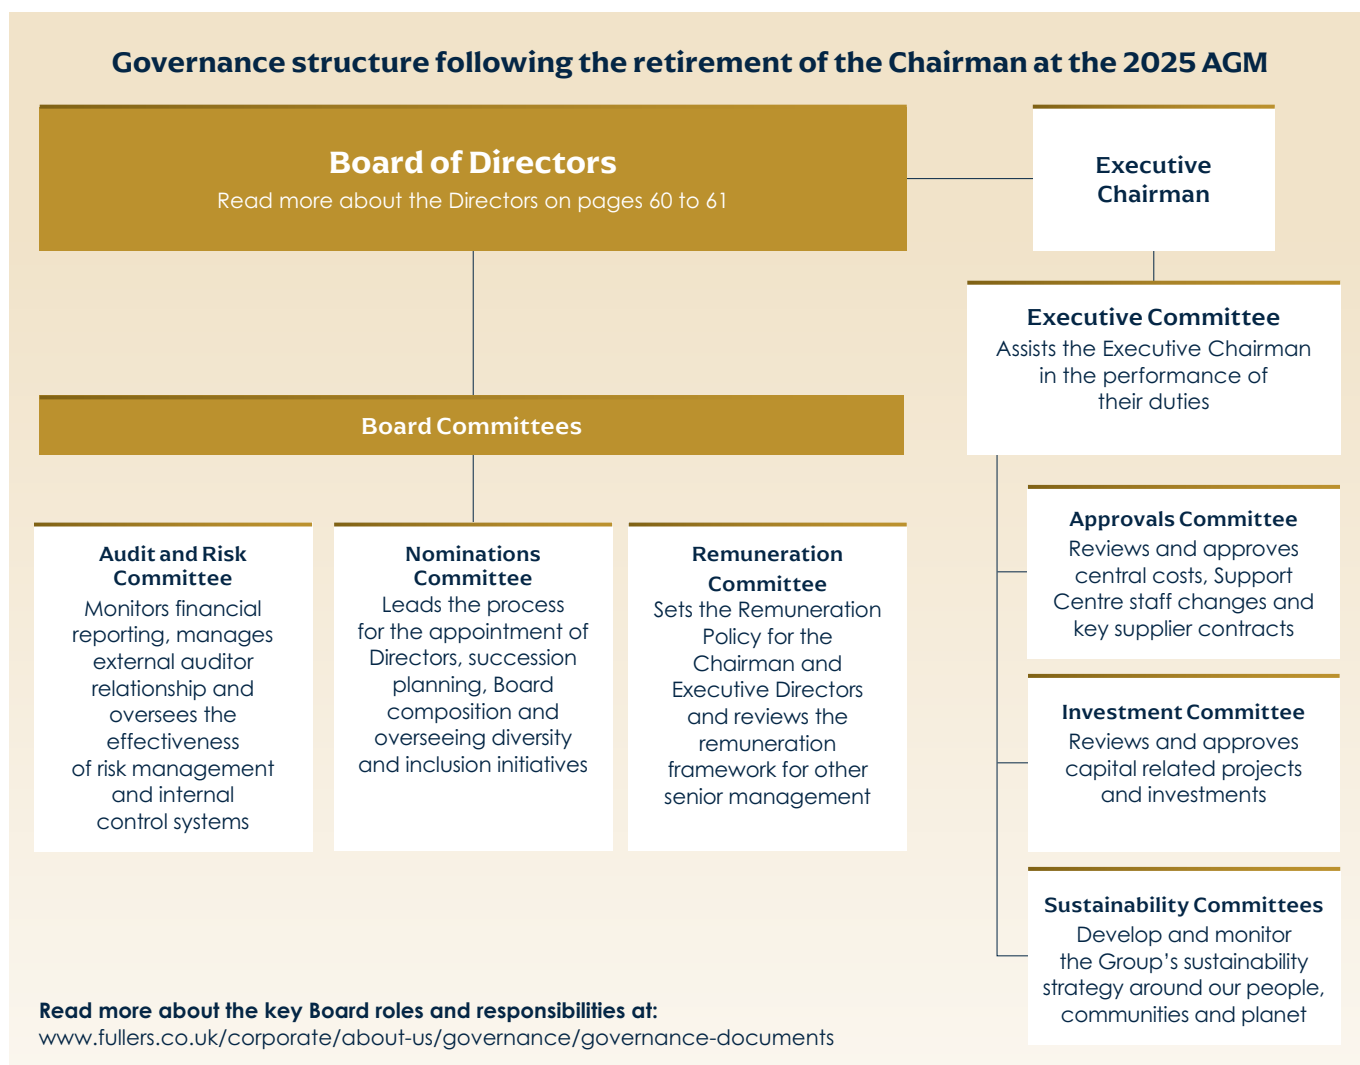 Governance structure following the retirement of the Chairman at the 2025 AGM
Board of Directors
Read more about the Directors on pages 60 to 61
Executive
Chairman
Executive Committee
Assists the Executive Chairman
in the performance of
their duties
Board Committees
Audit and Risk
Committee
Monitors financial
reporting, manages
external auditor
relationship and
oversees the
effectiveness
of risk management
and internal
control systems
Nominations
Committee
Leads the process
for the appointment of
Directors, succession
planning, Board
composition and
overseeing diversity
and inclusion initiatives
Remuneration
Committee
Sets the Remuneration
Policy for the
Chairman and
Executive Directors
and reviews the
remuneration
framework for other
senior management
Approvals Committee
Reviews and approves
central costs, Support
Centre staff changes and
key supplier contracts
Investment Committee
Reviews and approves
capital related projects
and investments
Sustainability Committees
Develop and monitor
the Group’s sustainability
strategy around our people,
communities and planet
Read more about the key Board roles and responsibilities at:
www.fullers.co.uk/corporate/about-us/governance/governance-documents